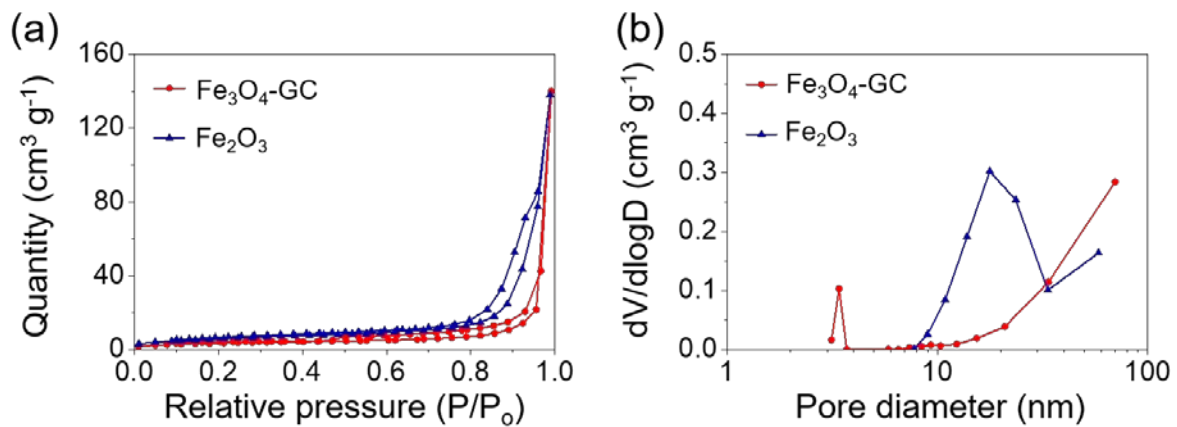 (a)
Quantity (cm³ g⁻¹)
160
120
80
40
0
Fe₃O₄-GC
Fe₂O₃
0.0 0.2 0.4 0.6 0.8 1.0
Relative pressure (P/Pₒ)
(b)
dV/dlogD (cm³ g⁻¹)
0.5
0.4
0.3
0.2
0.1
0.0
Fe₃O₄-GC
Fe₂O₃
1 10 100
Pore diameter (nm)